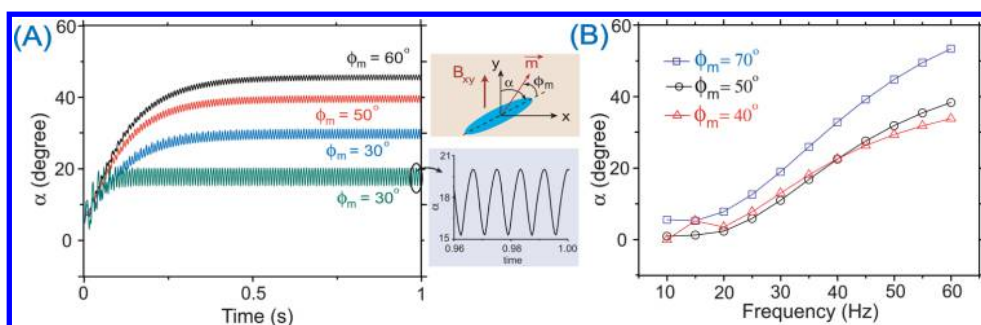 (A)
60
40
20
0
α (degree)
ϕm = 60°
ϕm = 50°
ϕm = 30°
ϕm = 30°
0
0.5
1
Time (s)
Bxy
y
m
α
ϕm
x
21
18
15
α
0.96
0.98
1.00
time
(B)
60
40
20
0
α (degree)
ϕm = 70°
ϕm = 50°
ϕm = 40°
10 20 30 40 50 60
Frequency (Hz)